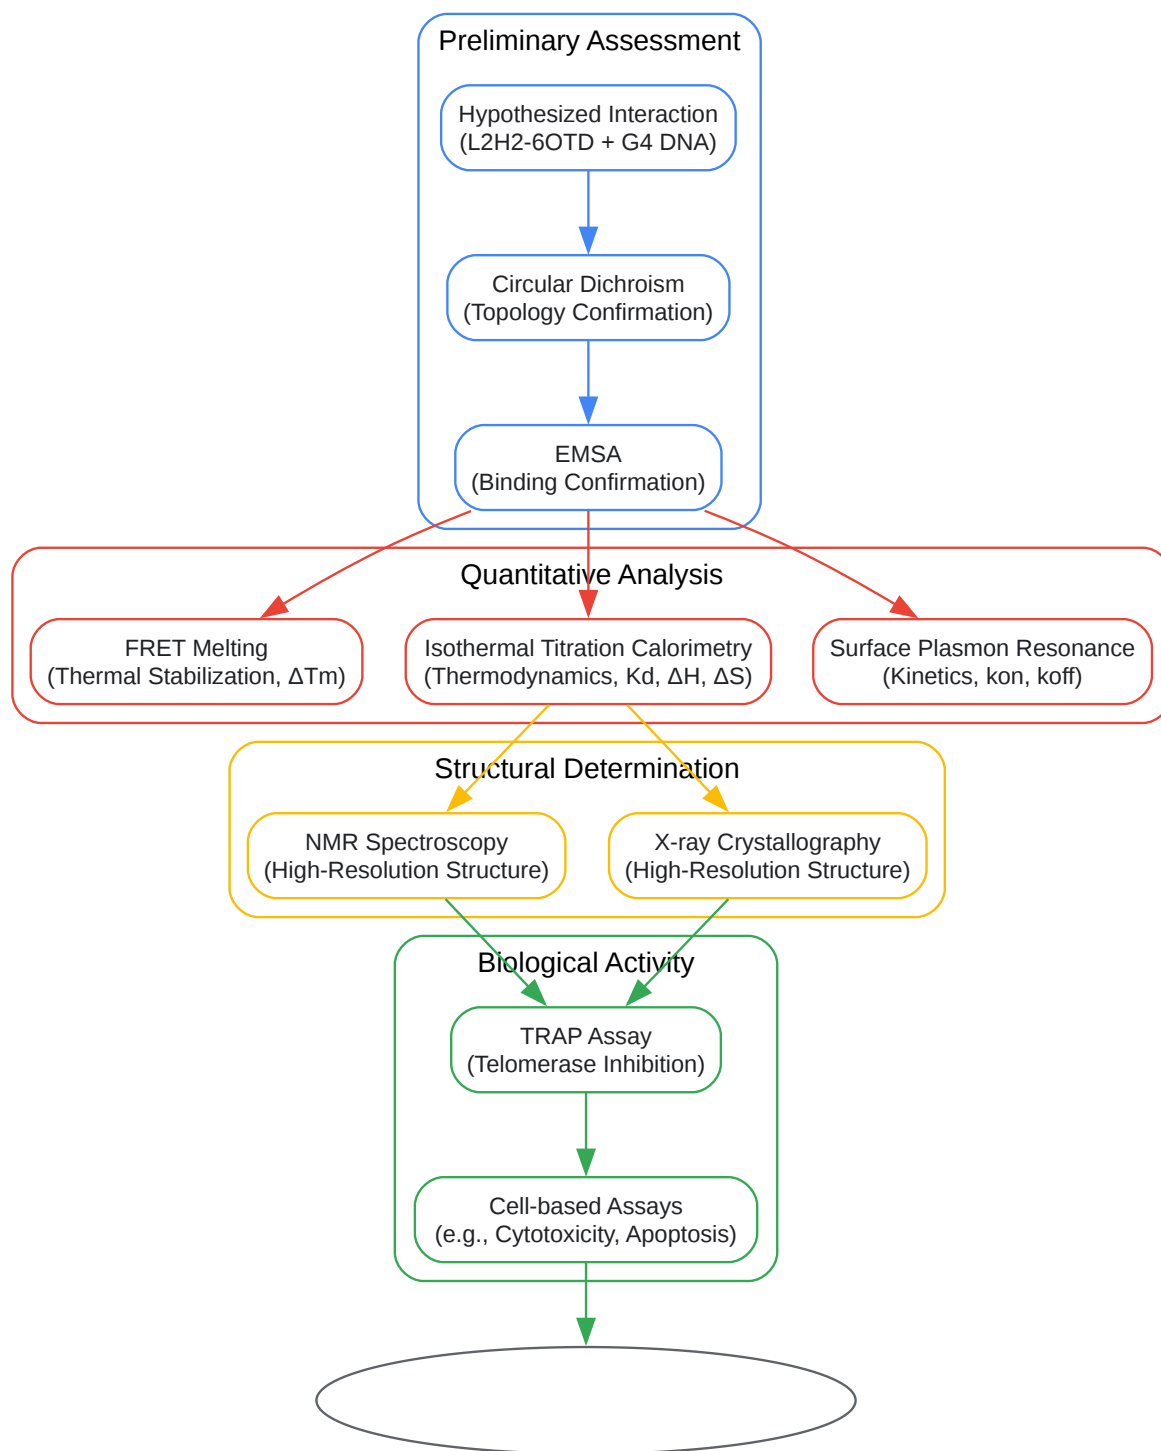 Preliminary Assessment
Hypothesized Interaction
(L2H2-6OTD + G4 DNA)
Circular Dichroism
(Topology Confirmation)
EMSA
(Binding Confirmation)
Quantitative Analysis
FRET Melting
(Thermal Stabilization, ΔTm)
Isothermal Titration Calorimetry
(Thermodynamics, Kd, ΔH, ΔS)
Surface Plasmon Resonance
(Kinetics, kon, koff)
Structural Determination
NMR Spectroscopy
(High-Resolution Structure)
X-ray Crystallography
(High-Resolution Structure)
Biological Activity
TRAP Assay
(Telomerase Inhibition)
Cell-based Assays
(e.g., Cytotoxicity, Apoptosis)